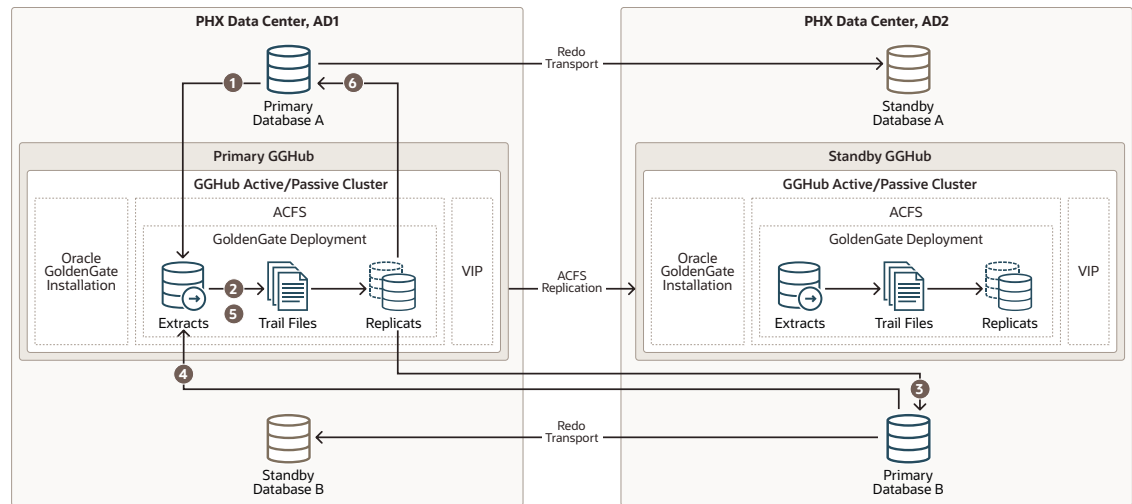 PHX Data Center, AD1
1
6
Primary
Database A
Primary GGHub
GGHub Active/Passive Cluster
ACFS
GoldenGate Deployment
Oracle
GoldenGate
Installation
VIP
2
5
Extracts
Trail Files
Replicats
4
Standby
Database B
Redo
Transport
ACFS
Replication
Redo
Transport
PHX Data Center, AD2
Standby
Database A
Standby GGHub
GGHub Active/Passive Cluster
ACFS
GoldenGate Deployment
Oracle
GoldenGate
Installation
VIP
Extracts
Trail Files
Replicats
3
Primary
Database B